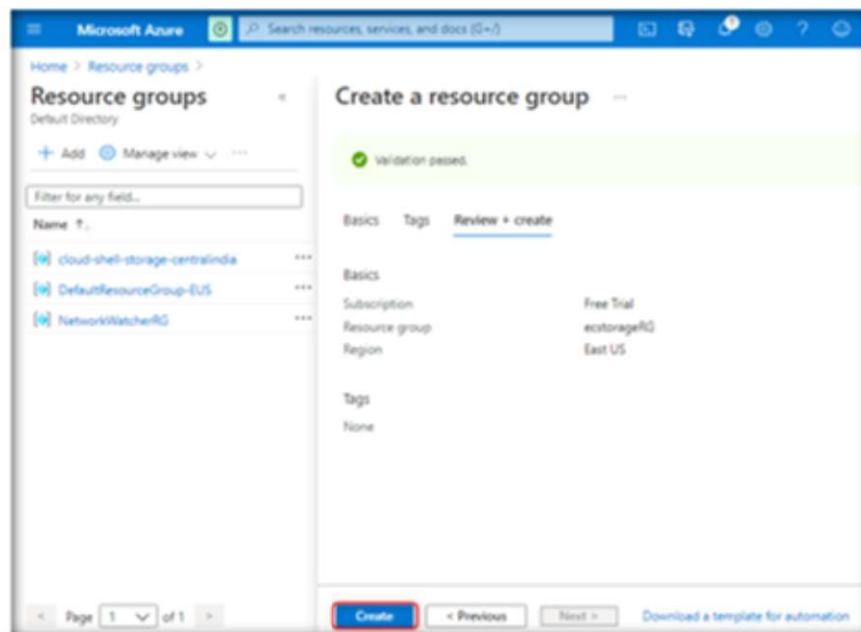 Microsoft Azure
Search resources, services, and docs (G+/)
Home > Resource groups >
Resource groups
Default Directory
+ Add Manage view ...
Filter for any field...
Name ↑↓
cloud-shell-storage-centralindia ...
DefaultResourceGroup-EUS ...
NetworkWatcherRG ...
< Page 1 of 1 >
Create a resource group ...
Validation passed.
Basics Tags Review + create
Basics
Subscription Free Trial
Resource group ecstorageRG
Region East US
Tags
None
Create < Previous Next > Download a template for automation